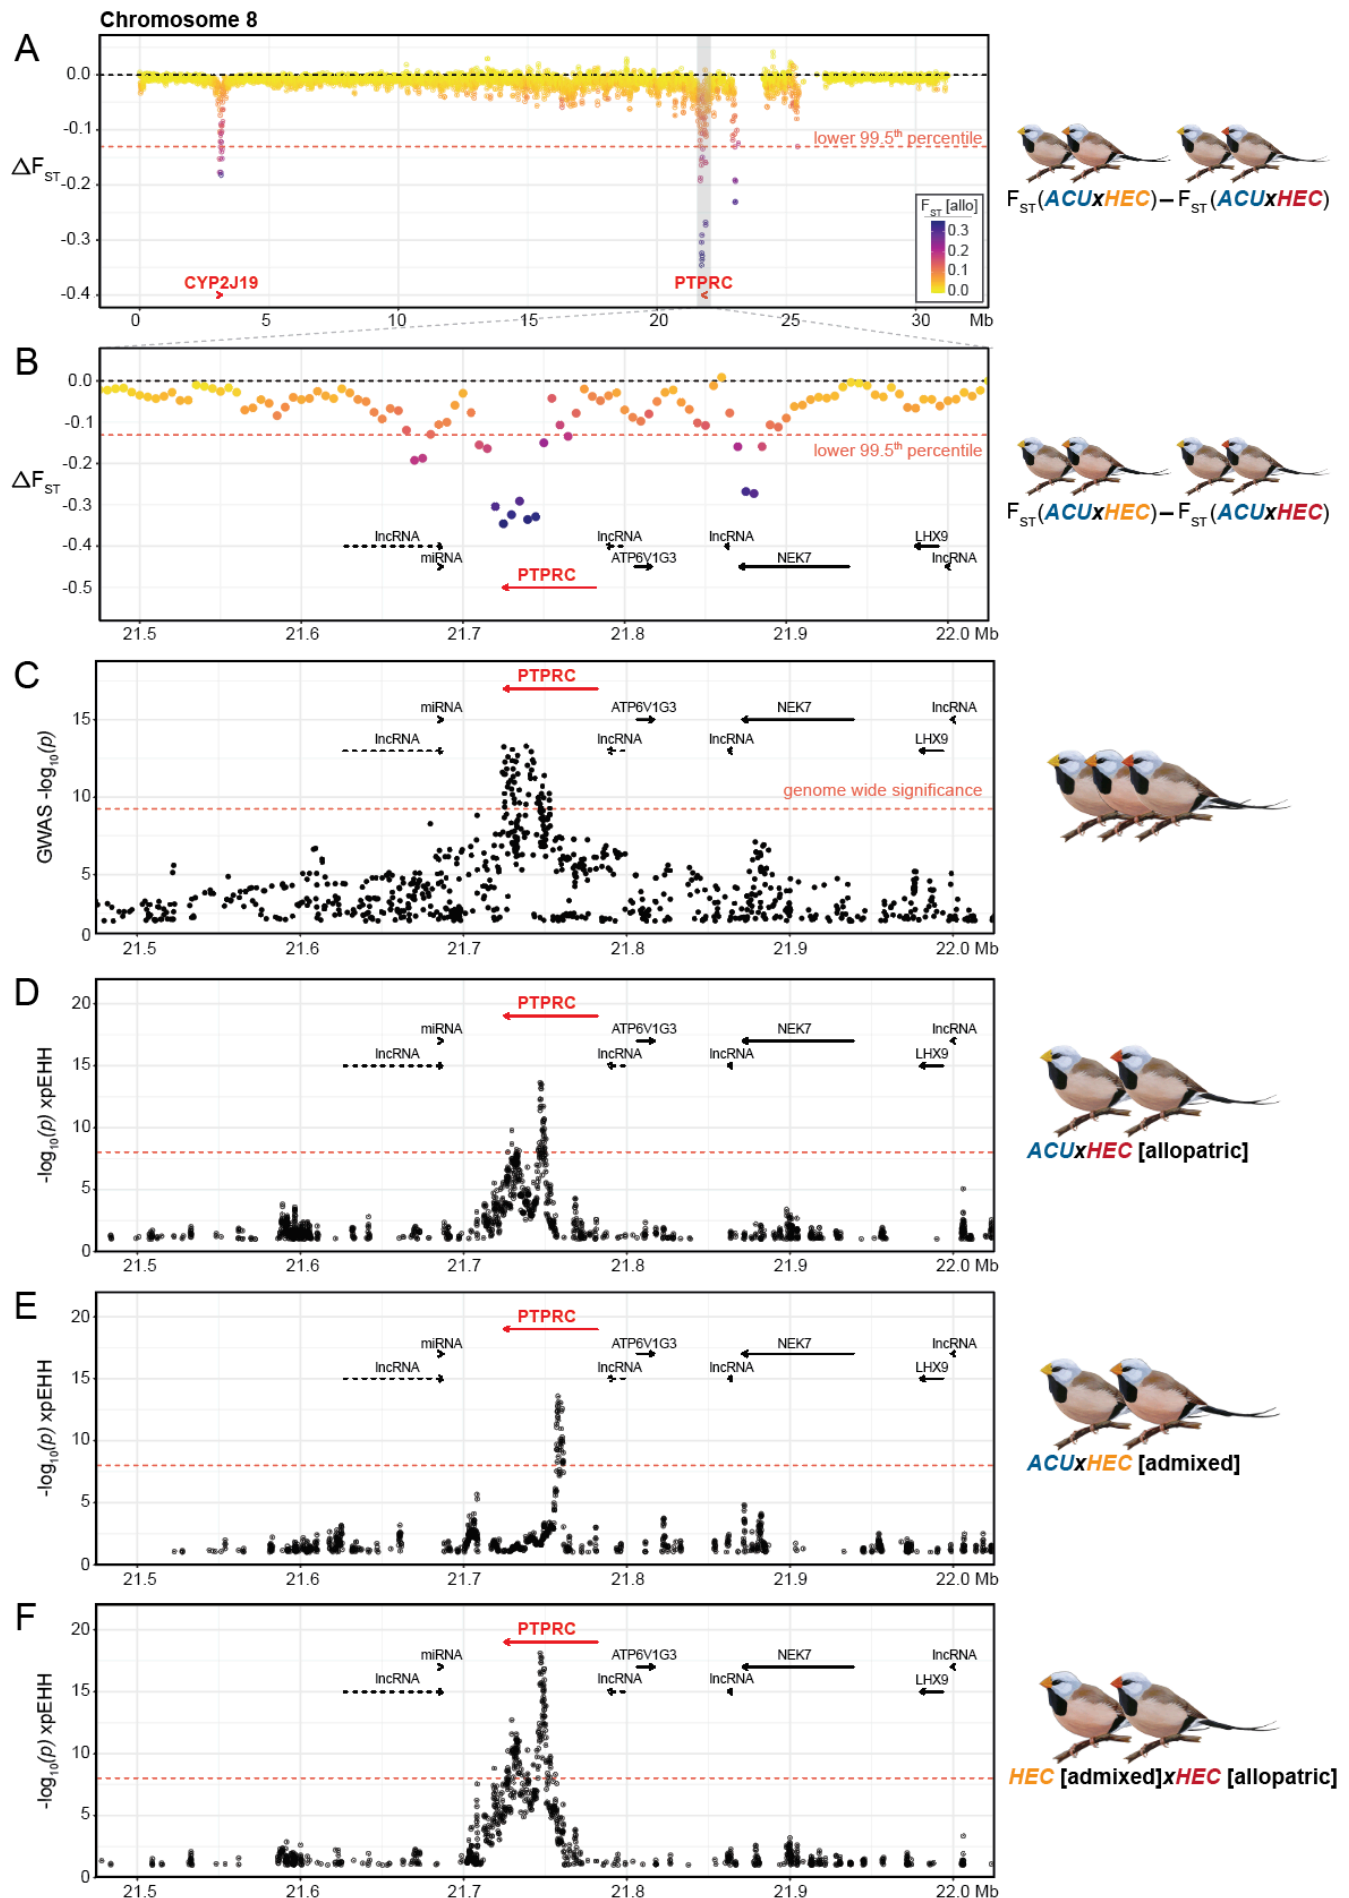 Chromosome 8
A
0.0
-0.1
-0.2
-0.3
-0.4
ΔFST
lower 99.5th percentile
FST [allo]
0.3
0.2
0.1
0.0
CYP2J19
PTPRC
0 5 10 15 20 25 30 Mb
FST(ACUxHEC) – FST(ACUxHEC)
B
0.0
-0.1
-0.2
-0.3
-0.4
-0.5
ΔFST
lower 99.5th percentile
lncRNA lncRNA lncRNA LHX9
miRNA ATP6V1G3 NEK7 lncRNA
PTPRC
21.5 21.6 21.7 21.8 21.9 22.0 Mb
FST(ACUxHEC) – FST(ACUxHEC)
C
15
10
5
0
GWAS -log10(p)
PTPRC
miRNA ATP6V1G3 NEK7 lncRNA
lncRNA lncRNA lncRNA LHX9
genome wide significance
21.5 21.6 21.7 21.8 21.9 22.0 Mb
D
20
15
10
5
0
-log10(p) xpEHH
PTPRC
miRNA ATP6V1G3 NEK7 lncRNA
lncRNA lncRNA lncRNA LHX9
21.5 21.6 21.7 21.8 21.9 22.0 Mb
ACUxHEC [allopatric]
E
20
15
10
5
0
-log10(p) xpEHH
PTPRC
miRNA ATP6V1G3 NEK7 lncRNA
lncRNA lncRNA lncRNA LHX9
21.5 21.6 21.7 21.8 21.9 22.0 Mb
ACUxHEC [admixed]
F
20
15
10
5
0
-log10(p) xpEHH
PTPRC
miRNA ATP6V1G3 NEK7 lncRNA
lncRNA lncRNA lncRNA LHX9
21.5 21.6 21.7 21.8 21.9 22.0 Mb
HEC [admixed]xHEC [allopatric]